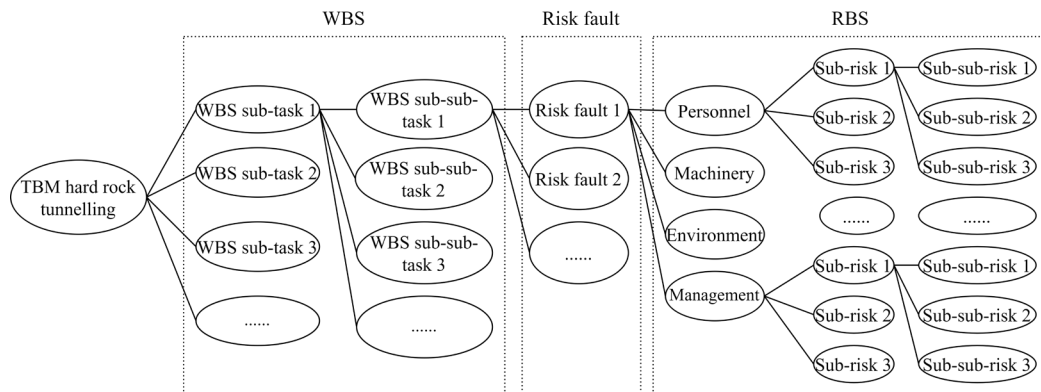 WBS
Risk fault
RBS
TBM hard rock
tunnelling
WBS sub-task 1
WBS sub-task 2
WBS sub-task 3
......
WBS sub-sub-
task 1
WBS sub-sub-
task 2
WBS sub-sub-
task 3
......
Risk fault 1
Risk fault 2
......
Personnel
Machinery
Environment
Management
Sub-risk 1
Sub-risk 2
Sub-risk 3
......
Sub-risk 1
Sub-risk 2
Sub-risk 3
Sub-sub-risk 1
Sub-sub-risk 2
Sub-sub-risk 3
......
Sub-sub-risk 1
Sub-sub-risk 2
Sub-sub-risk 3